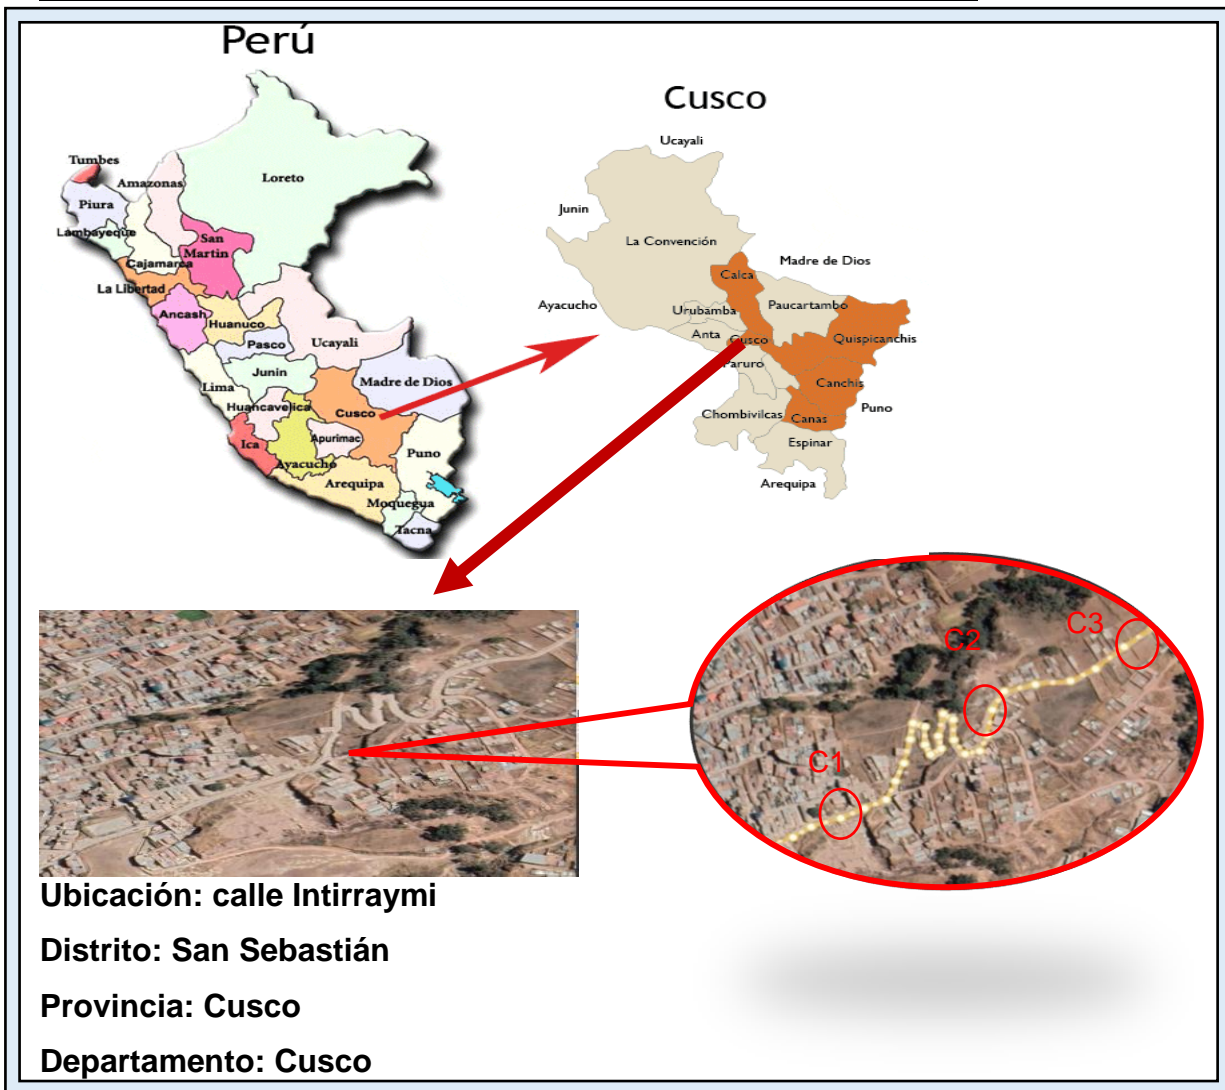 Perú
Tumbes
Amazonas
Loreto
Piura
Lambayeque
San
Martin
Cajamarca
La Libertad
Ancash
Huanuco
Pasco
Ucayali
Junin
Lima
Madre de Dios
Huancavelica
Cusco
Apurimac
Ica
Ayacucho
Puno
Arequipa
Moquegua
Tacna
Cusco
Ucayali
Junin
La Convención
Madre de Dios
Calca
Ayacucho
Urubamba
Paucartambo
Anta
Cusco
Quispicanchis
Paruro
Canchis
Chombivilcas
Canas
Puno
Espinar
Arequipa
C1
C2
C3
Ubicación: calle Intirraymi
Distrito: San Sebastián
Provincia: Cusco
Departamento: Cusco